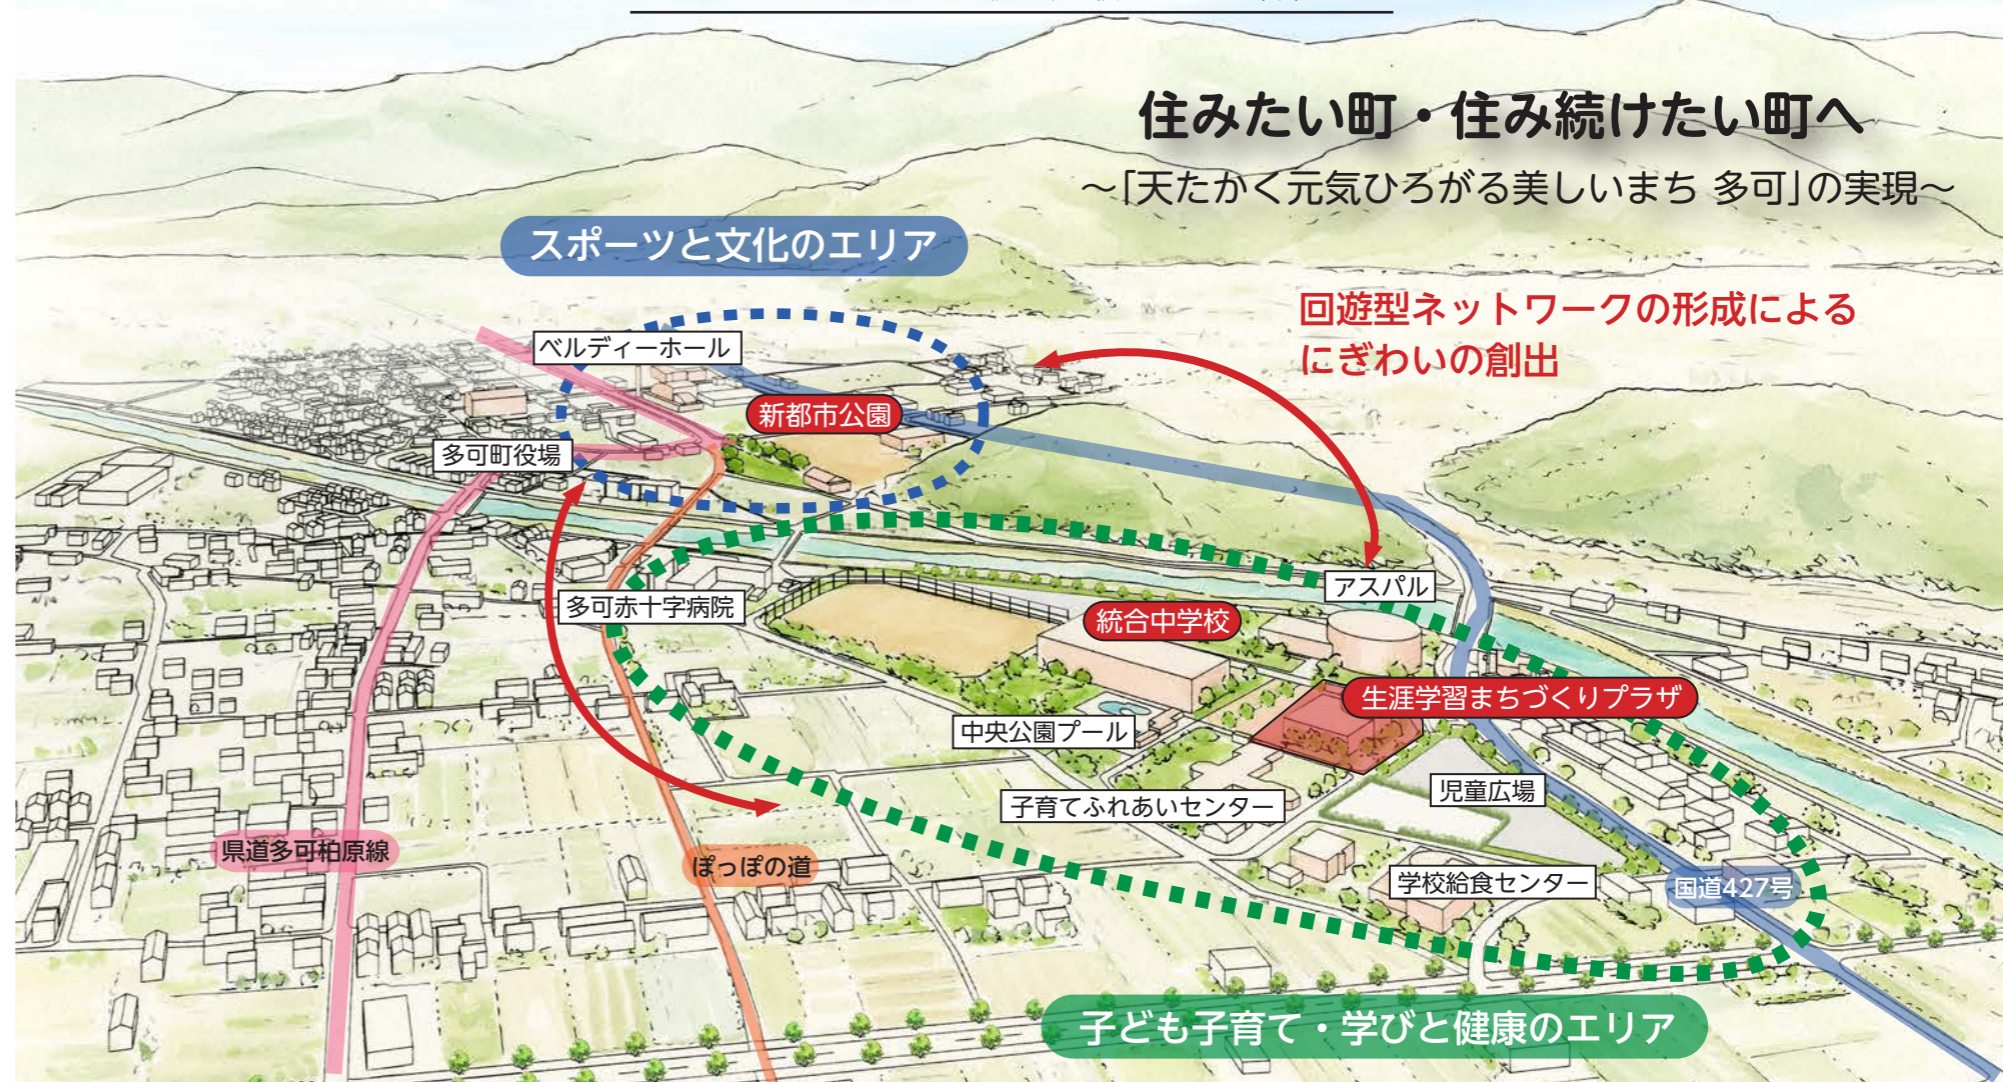 住みたい町・住み続けたい町へ
～「天たかく元気ひろがる美しいまち 多可」の実現～
スポーツと文化のエリア
回遊型ネットワークの形成による
にぎわいの創出
ベルディーホール
新都市公園
多可町役場
アスパル
多可赤十字病院
統合中学校
生涯学習まちづくりプラザ
中央公園プール
児童広場
子育てふれあいセンター
県道多可柏原線
ぽっぽの道
学校給食センター
国道427号
子ども子育て・学びと健康のエリア